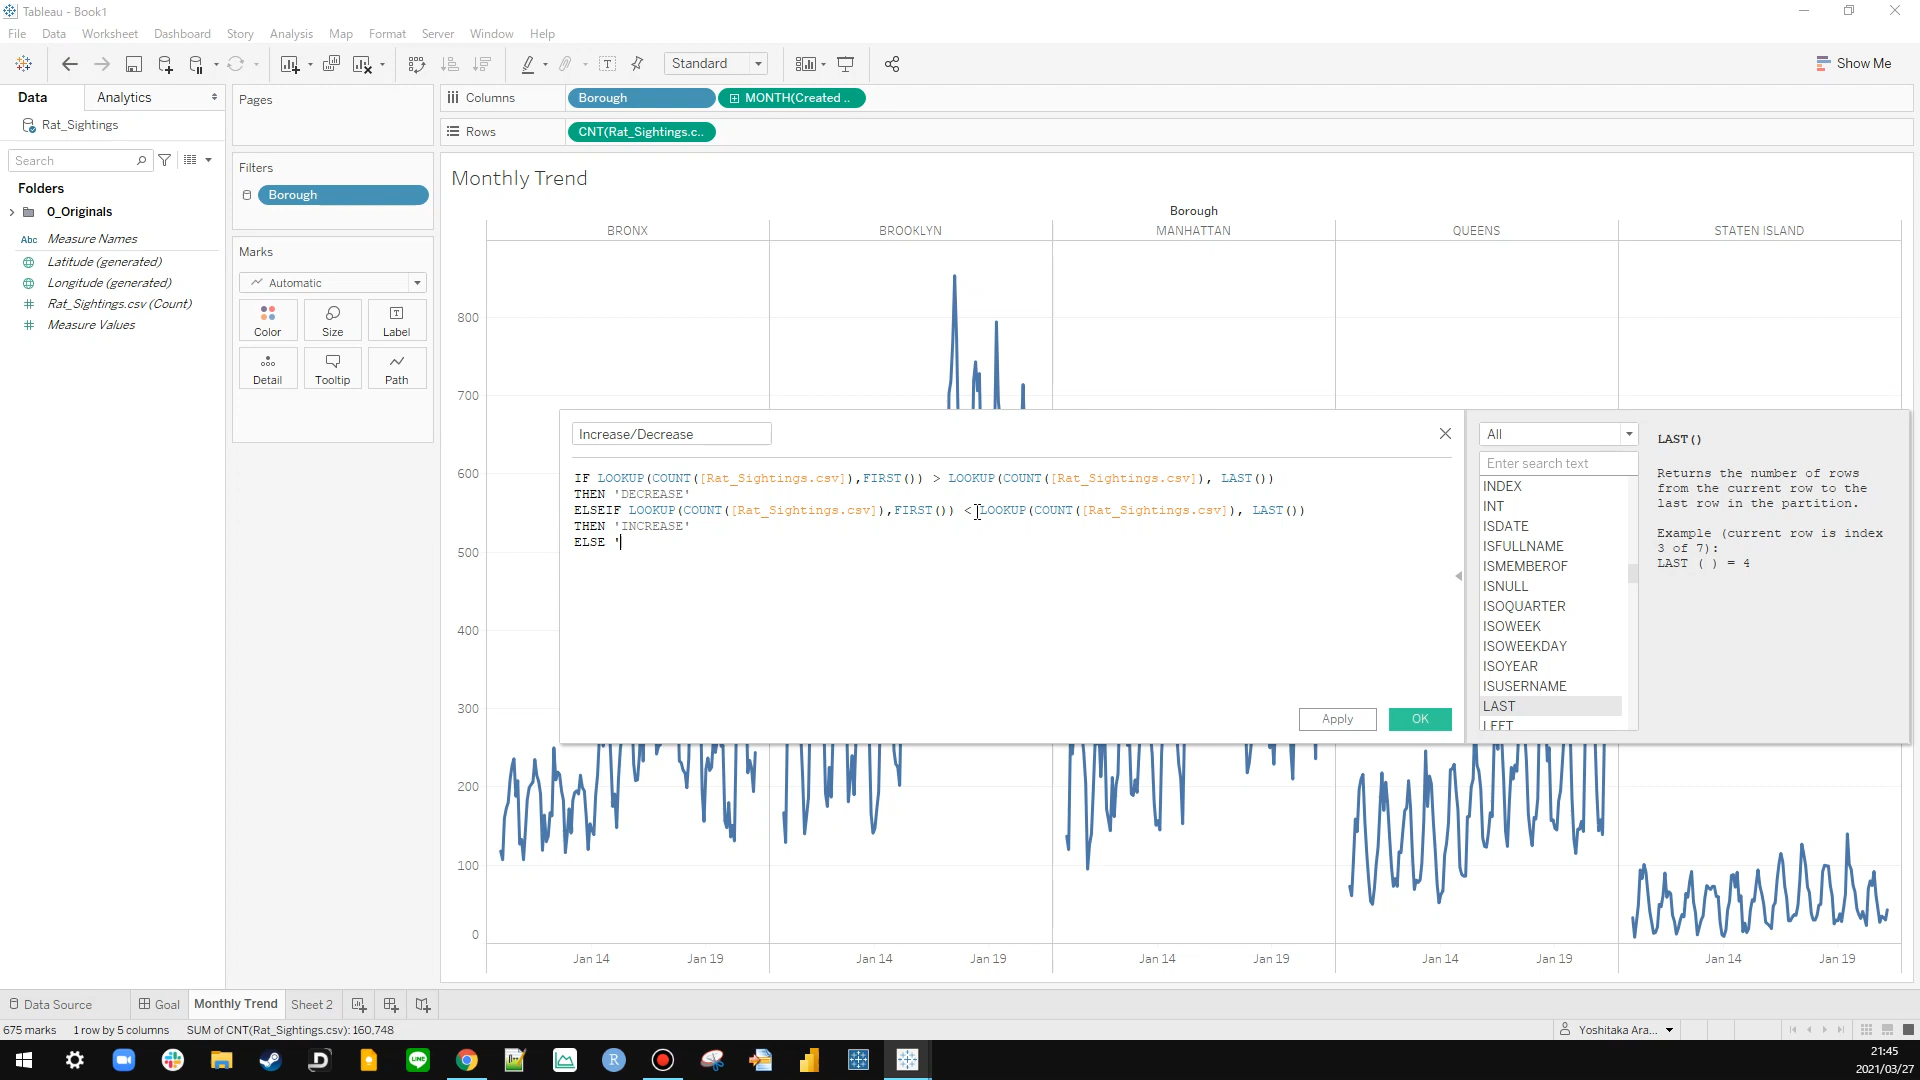 Tableau - Book1
File Data Worksheet Dashboard Story Analysis Map Format Server Window Help
Standard
Show Me
Data Analytics
Pages
Columns
Borough
MONTH(Created ..
Rat_Sightings
Rows
CNT(Rat_Sightings.c..
Search
Filters
Borough
Folders
0_Originals
Abc Measure Names
Latitude (generated)
Longitude (generated)
Rat_Sightings.csv (Count)
Measure Values
Marks
Automatic
Color Size Label
Detail Tooltip Path
Monthly Trend
Borough
BRONX BROOKLYN MANHATTAN QUEENS STATEN ISLAND
800
700
600
500
400
300
200
100
0
Jan 14 Jan 19 Jan 14 Jan 19 Jan 14 Jan 19 Jan 14 Jan 19 Jan 14 Jan 19
Increase/Decrease
IF LOOKUP(COUNT([Rat_Sightings.csv]),FIRST()) > LOOKUP(COUNT([Rat_Sightings.csv]), LAST())
THEN 'DECREASE'
ELSEIF LOOKUP(COUNT([Rat_Sightings.csv]),FIRST()) < LOOKUP(COUNT([Rat_Sightings.csv]), LAST())
THEN 'INCREASE'
ELSE '
Apply
OK
All
Enter search text
INDEX
INT
ISDATE
ISFULLNAME
ISMEMBEROF
ISNULL
ISOQUARTER
ISOWEEK
ISOWEEKDAY
ISOYEAR
ISUSERNAME
LAST
LEFT
LAST()
Returns the number of rows
from the current row to the
last row in the partition.
Example (current row is index
3 of 7):
LAST ( ) = 4
Data Source Goal Monthly Trend Sheet 2
675 marks 1 row by 5 columns SUM of CNT(Rat_Sightings.csv): 160,748
Yoshitaka Ara...
LINE
R
21:45
2021/03/27